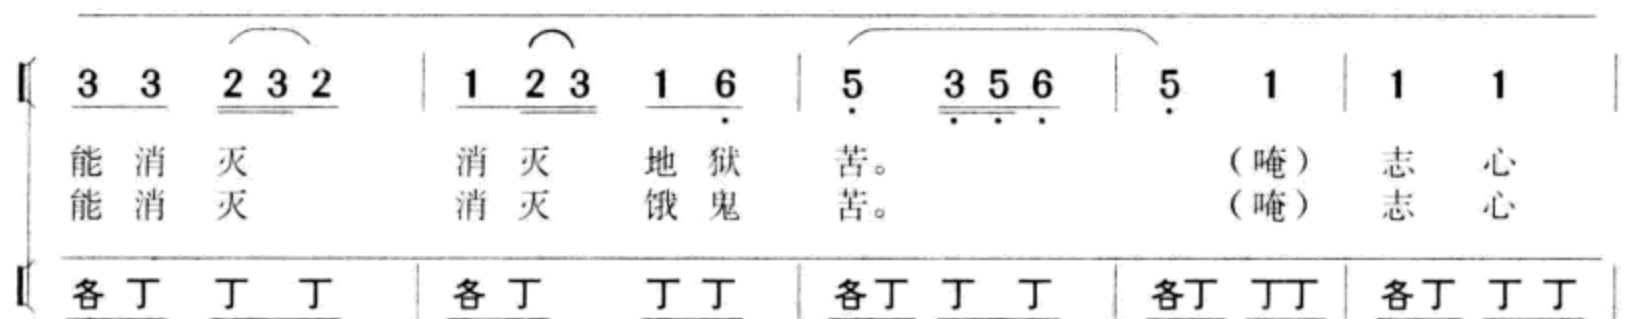 3 3 2 3 2 | 1 2 3 1 6 | 5 3 5 6 | 5 1 | 1 1 |
能 消 灭 消 灭 地 狱 苦。 （唵） 志 心
能 消 灭 消 灭 饿 鬼 苦。 （唵） 志 心
各 丁 丁 丁 | 各 丁 丁 丁 | 各 丁 丁 丁 | 各 丁 丁 丁 | 各 丁 丁 丁 |